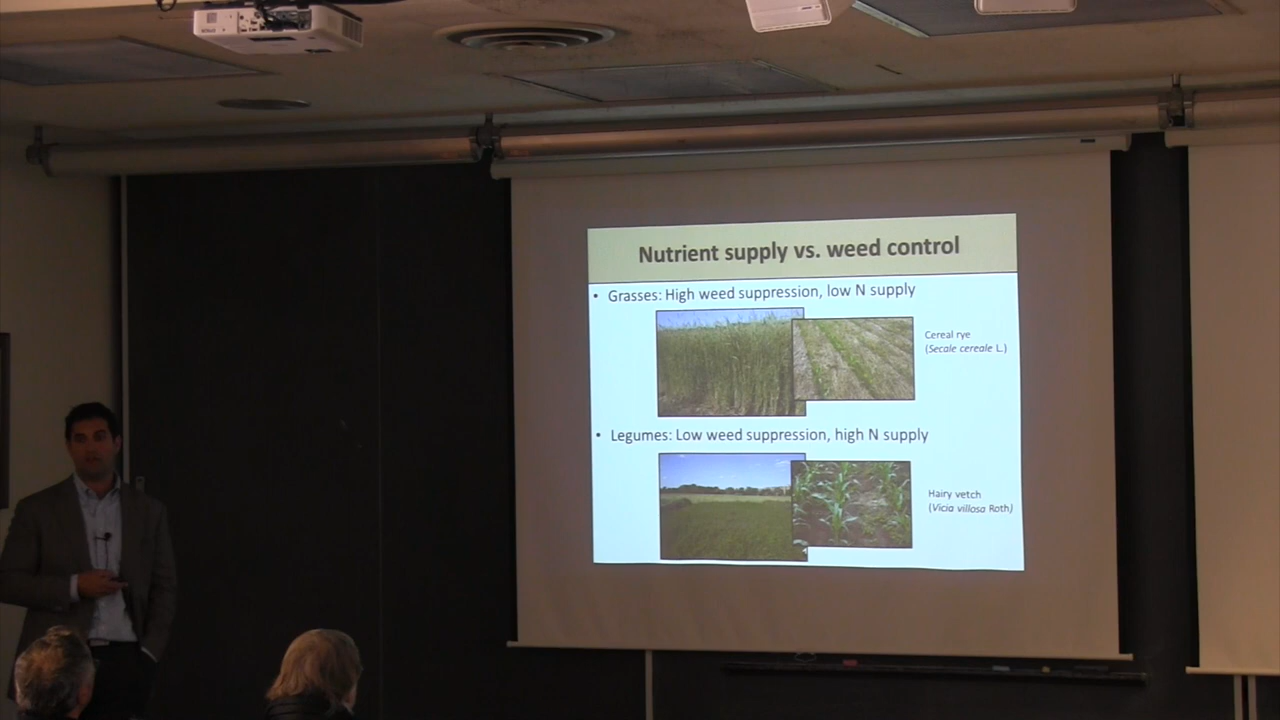 Nutrient supply vs. weed control
• Grasses: High weed suppression, low N supply
Cereal rye
(Secale cereale L.)
• Legumes: Low weed suppression, high N supply
Hairy vetch
(Vicia villosa Roth)